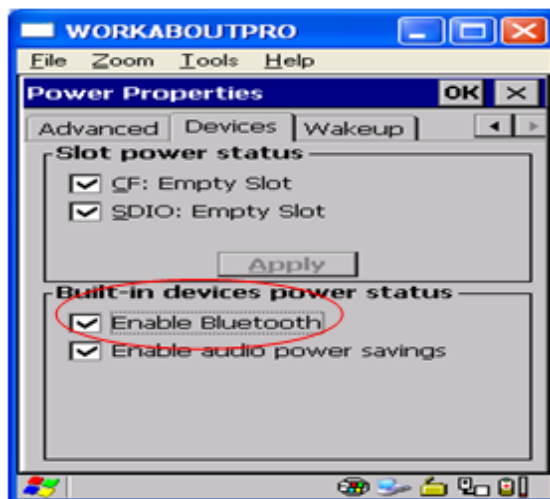 WORKABOUTPRO
File Zoom Tools Help
Power Properties OK
Advanced Devices Wakeup
Slot power status
CF: Empty Slot
SDIO: Empty Slot
Apply
Built-in devices power status
Enable Bluetooth
Enable audio power savings